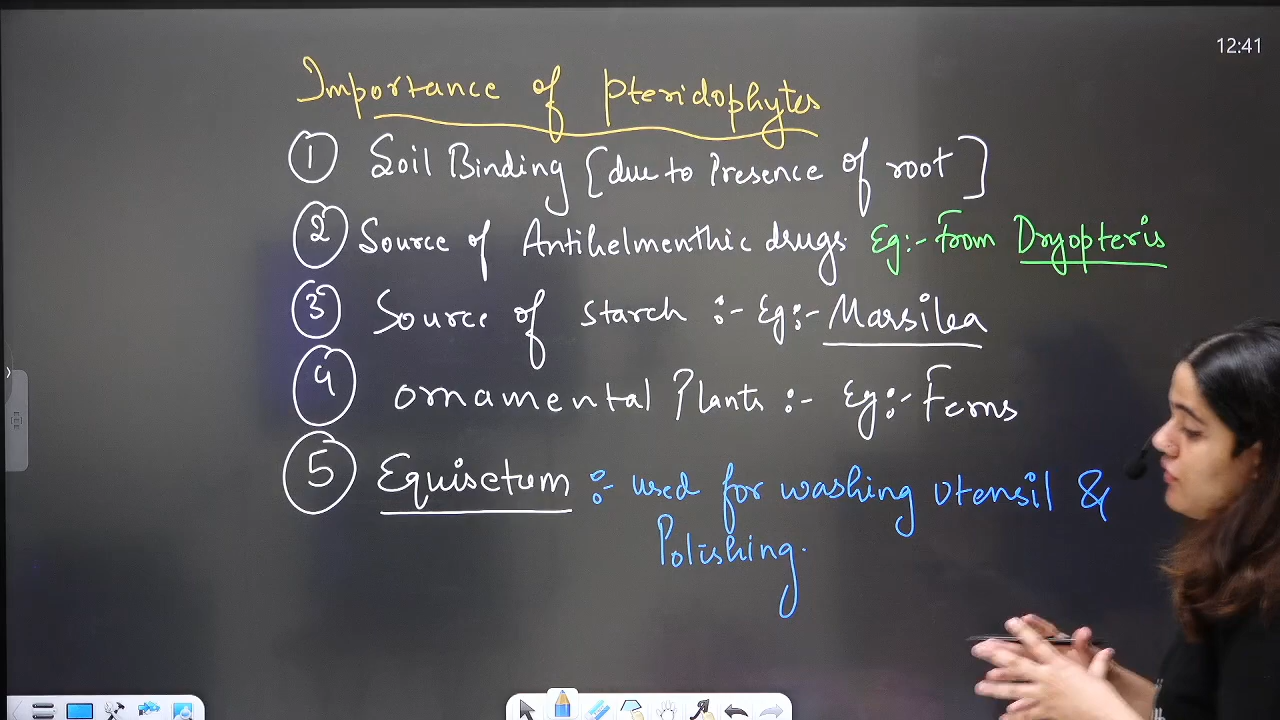 12:41
Importance of Pteridophytes
① Soil Binding [due to Presence of root]
② Source of Antihelmenthic drugs. Eg:- From Dryopteris
③ Source of starch :- Eg:- Marsilea
④ ornamental Plants :- Eg:- Ferns
⑤ Equisetum :- used for washing utensil &
Polishing.